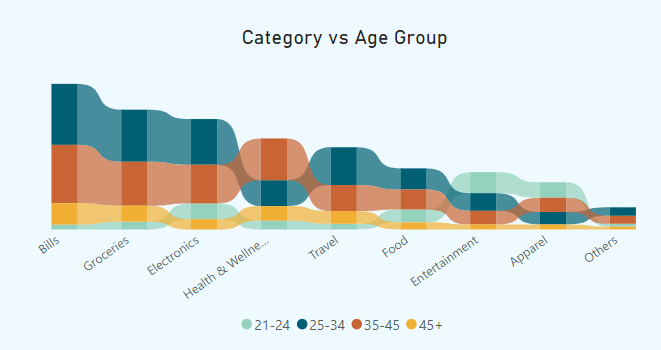 Category vs Age Group
Bills
Groceries
Electronics
Health & Wellne...
Travel
Food
Entertainment
Apparel
Others
21-24 25-34 35-45 45+